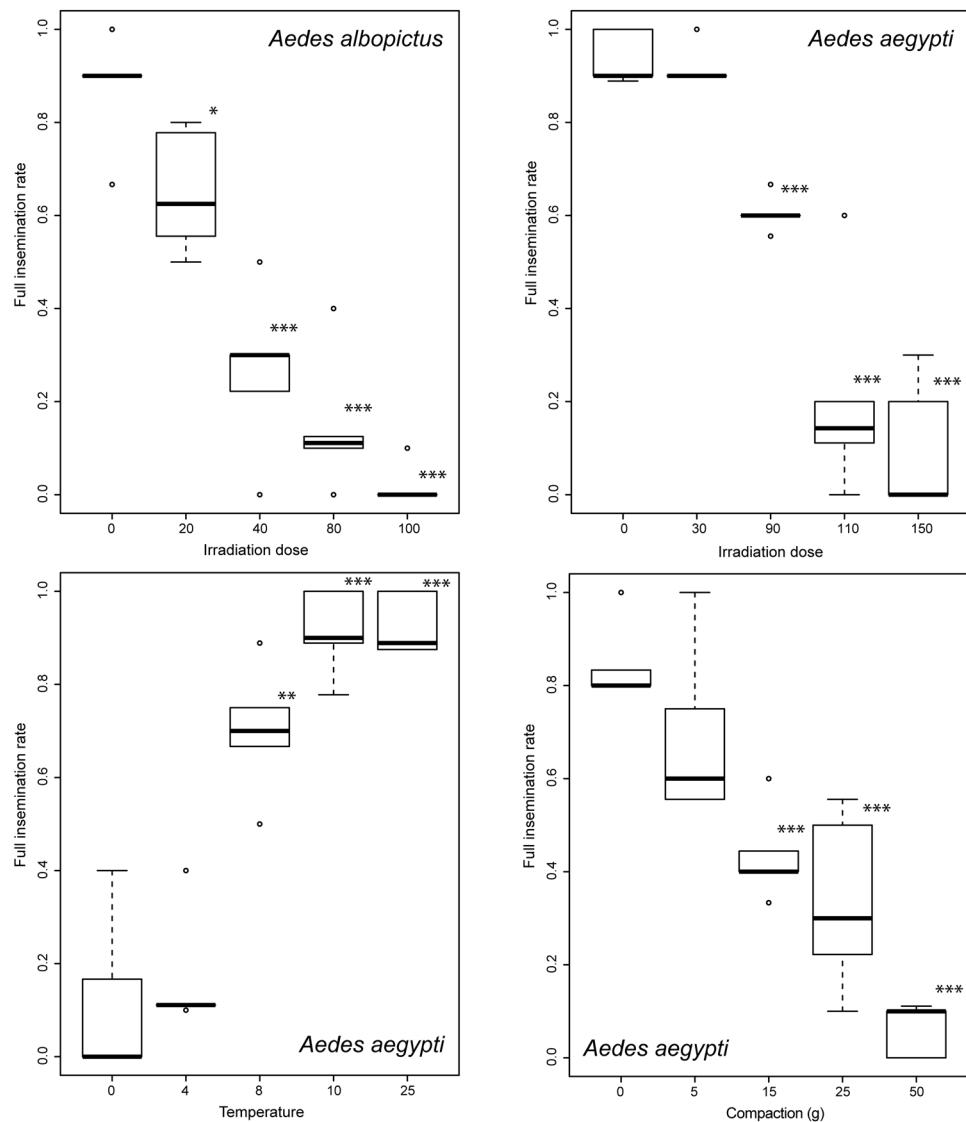 Aedes albopictus
Full insemination rate
1.0
0.8
0.6
0.4
0.2
0.0
*
***
***
***
0 20 40 80 100
Irradiation dose
Aedes aegypti
Full insemination rate
1.0
0.8
0.6
0.4
0.2
0.0
***
***
***
0 30 90 110 150
Irradiation dose
Full insemination rate
1.0
0.8
0.6
0.4
0.2
0.0
*** ***
**
Aedes aegypti
0 4 8 10 25
Temperature
Full insemination rate
1.0
0.8
0.6
0.4
0.2
0.0
***
***
***
Aedes aegypti
0 5 15 25 50
Compaction (g)